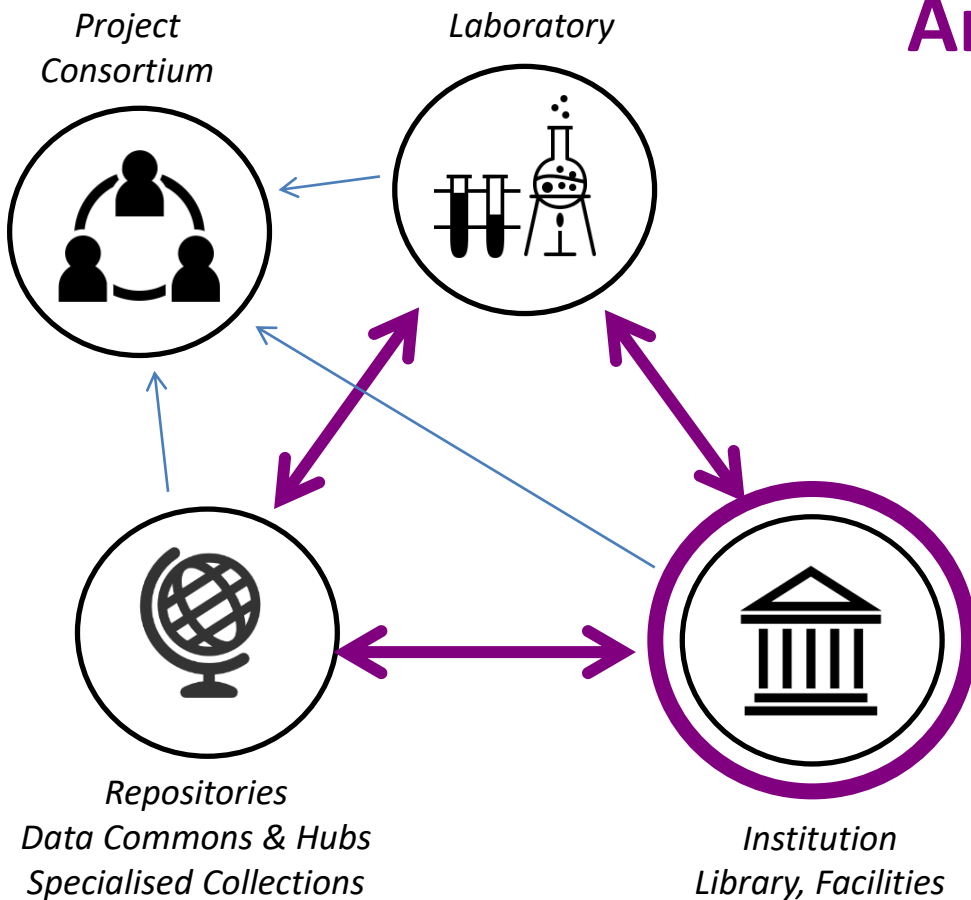 Project
Consortium
Laboratory
Repositories
Data Commons & Hubs
Specialised Collections
Institution
Library, Facilities